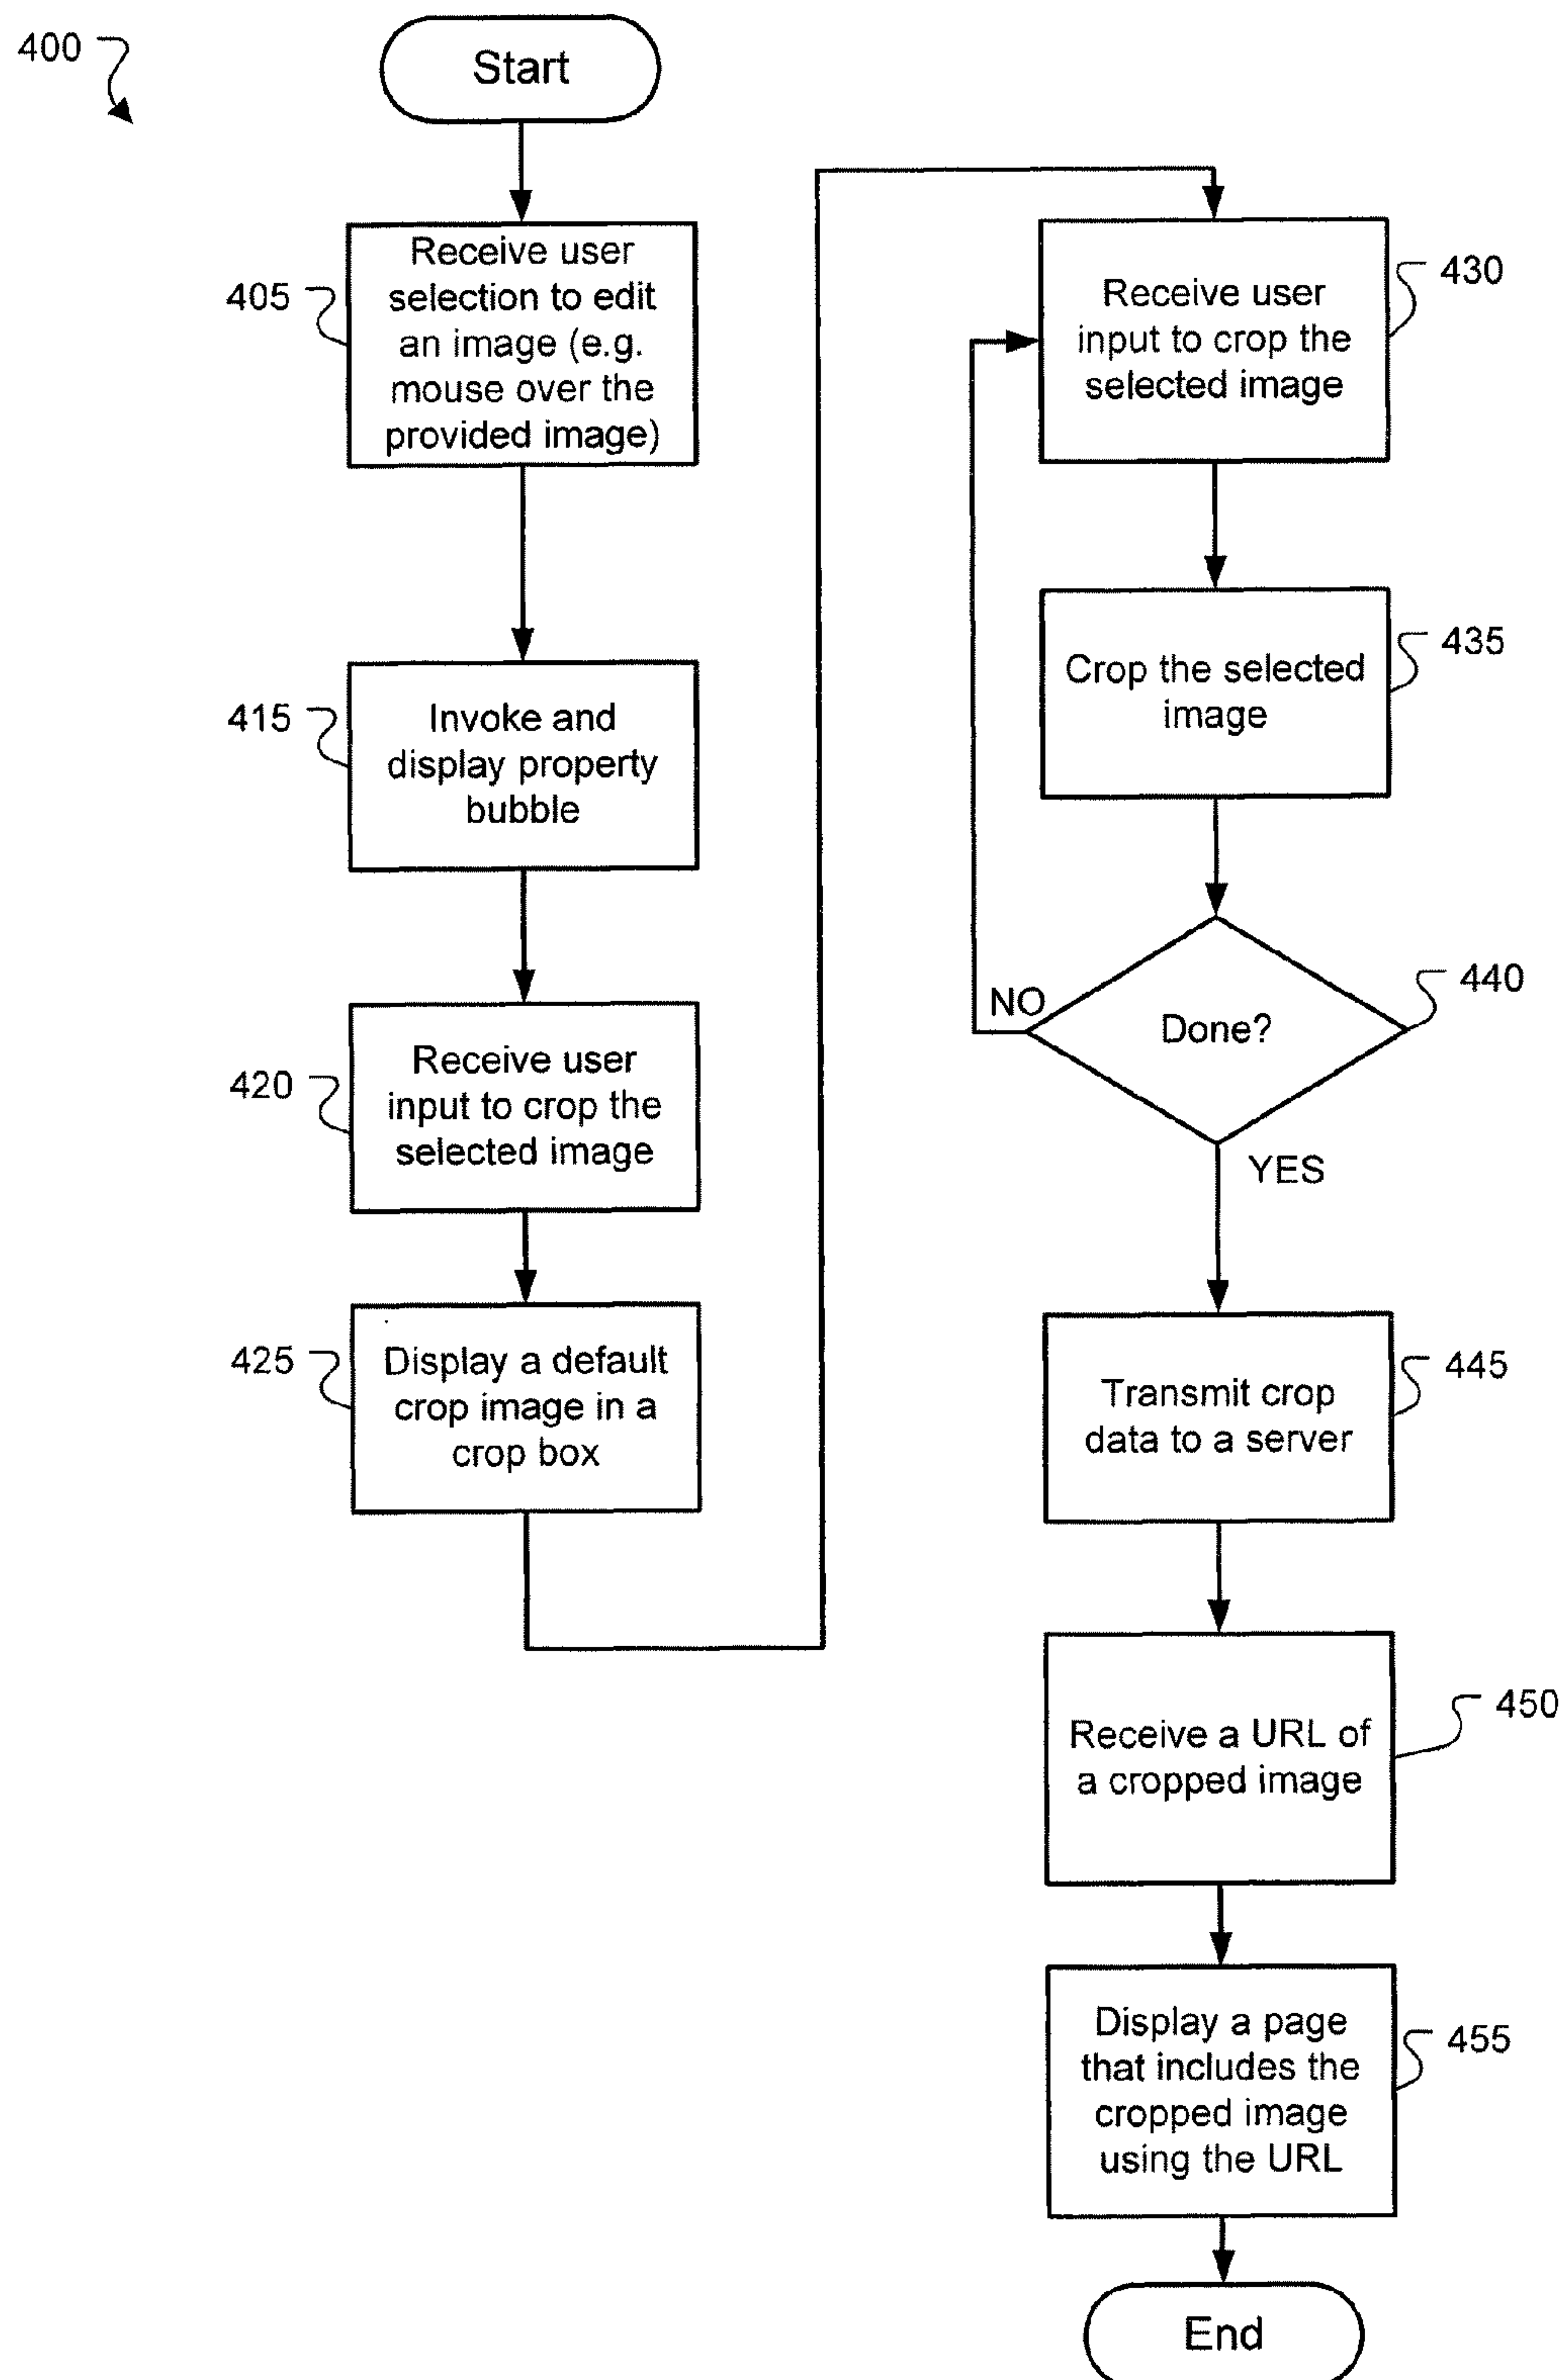 400
Start
405
Receive user
selection to edit
an image (e.g.
mouse over the
provided image)
415
Invoke and
display property
bubble
420
Receive user
input to crop the
selected image
425
Display a default
crop image in a
crop box
430
Receive user
input to crop the
selected image
435
Crop the selected
image
440
Done?
NO
YES
445
Transmit crop
data to a server
450
Receive a URL of
a cropped image
455
Display a page
that includes the
cropped image
using the URL
End